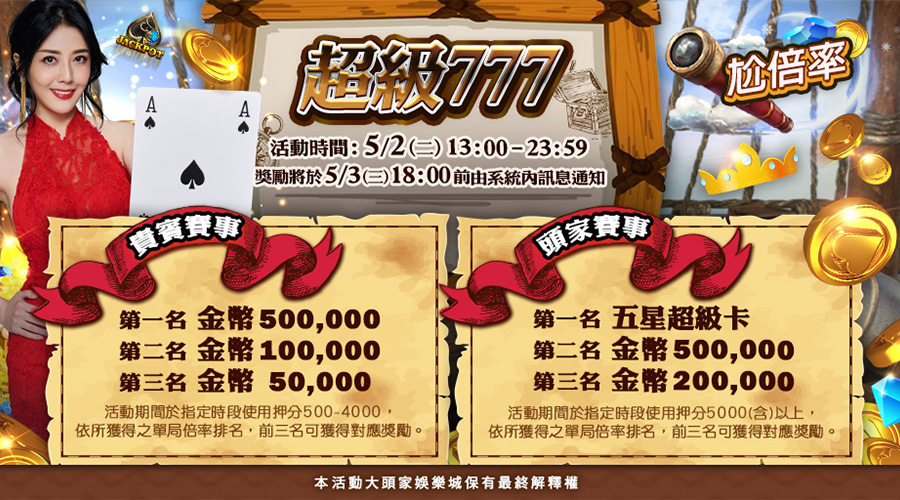 JACKPOT
A
A
超級777
尬倍率
活動時間：5/2(二) 13:00-23:59
獎勵將於5/3(三)18:00前由系統內訊息通知
貴賓賽事
第一名 金幣 500,000
第二名 金幣 100,000
第三名 金幣 50,000
活動期間於指定時段使用押分500-4000，
依所獲得之單局倍率排名，前三名可獲得對應獎勵。
頭家賽事
第一名 五星超級卡
第二名 金幣 500,000
第三名 金幣 200,000
活動期間於指定時段使用押分5000(含)以上，
依所獲得之單局倍率排名，前三名可獲得對應獎勵。
本活動大頭家娛樂城保有最終解釋權